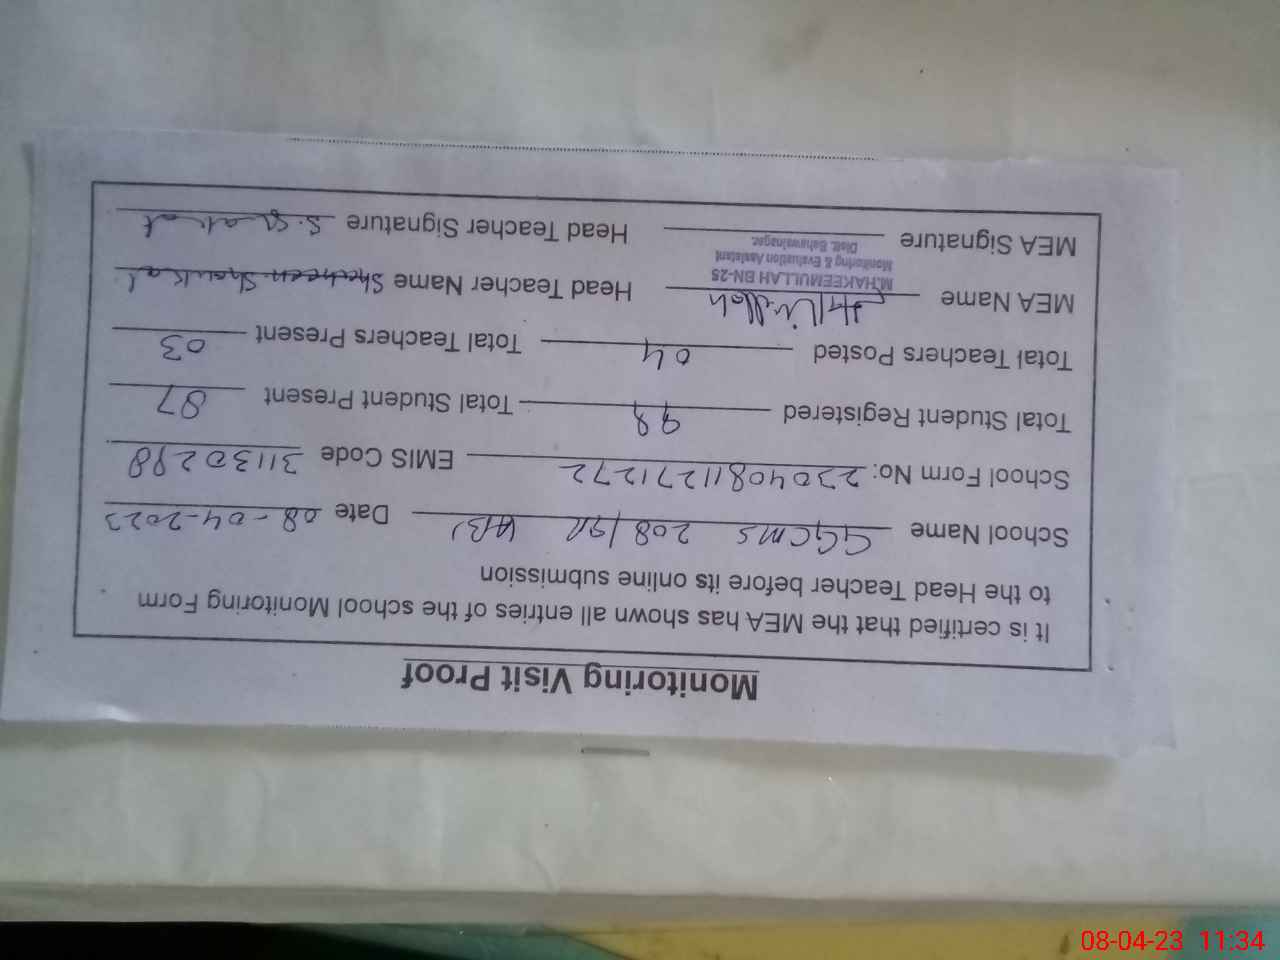 Monitoring Visit Proof
It is certified that the MEA has shown all entries of the school Monitoring Form
to the Head Teacher before its online submission
School Name GGCMS 208/9R (HB) Date 08-04-2023
School Form No: 23040811271272 EMIS Code 31130298
Total Student Registered 98 Total Student Present 87
Total Teachers Posted 04 Total Teachers Present 03
MEA Name Head Teacher Name Shaheen Shaukat
M.HAKEEMULLAH BN-25
Monitoring & Evaluation Assistant
Distt. Bahawalnagar.
MEA Signature Head Teacher Signature S.Shaukat
08-04-23 11:34